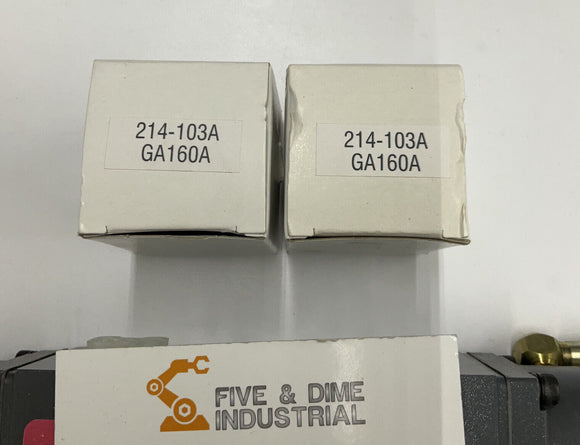 214-103A
GA160A
214-103A
GA160A
FIVE & DIME
INDUSTRIAL